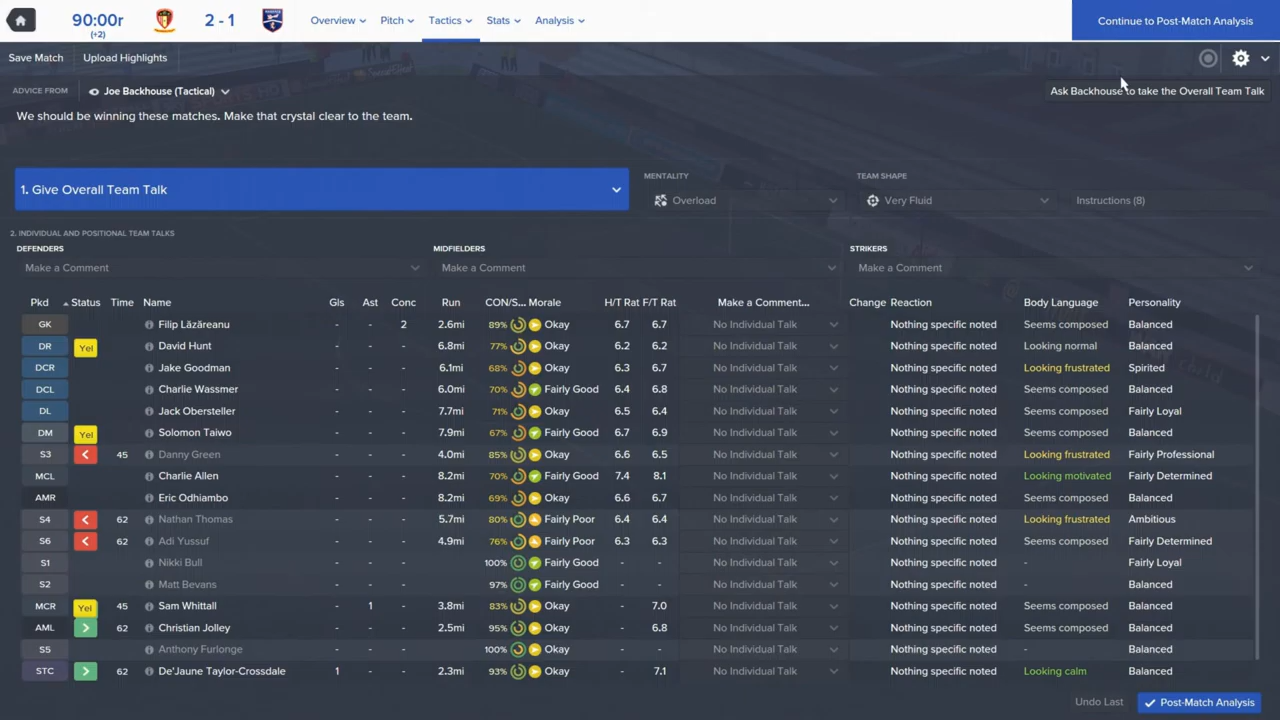 90:00r 2 - 1 Overview Pitch Tactics Stats Analysis Continue to Post-Match Analysis
(+2)
Save Match Upload Highlights
ADVICE FROM Joe Backhouse (Tactical) Ask Backhouse to take the Overall Team Talk
We should be winning these matches. Make that crystal clear to the team.
1. Give Overall Team Talk
MENTALITY TEAM SHAPE
Overload Very Fluid Instructions (8)
2. INDIVIDUAL AND POSITIONAL TEAM TALKS
DEFENDERS MIDFIELDERS STRIKERS
Make a Comment Make a Comment Make a Comment
Pkd Status Time Name Gls Ast Conc Run CON/S... Morale H/T Rat F/T Rat Make a Comment... Change Reaction Body Language Personality
GK Filip Lăzăreanu - - 2 2.6mi 89% Okay 6.7 6.7 No Individual Talk Nothing specific noted Seems composed Balanced
DR Yel David Hunt - - - 6.8mi 77% Okay 6.2 6.2 No Individual Talk Nothing specific noted Looking normal Balanced
DCR Jake Goodman - - - 6.1mi 68% Okay 6.3 6.7 No Individual Talk Nothing specific noted Looking frustrated Spirited
DCL Charlie Wassmer - - - 6.0mi 70% Fairly Good 6.4 6.8 No Individual Talk Nothing specific noted Seems composed Balanced
DL Jack Obersteller - - - 7.7mi 71% Okay 6.5 6.4 No Individual Talk Nothing specific noted Seems composed Fairly Loyal
DM Yel Solomon Taiwo - - - 7.9mi 67% Fairly Good 6.7 6.9 No Individual Talk Nothing specific noted Seems composed Balanced
S3 45 Danny Green - - - 4.0mi 85% Okay 6.6 6.5 No Individual Talk Nothing specific noted Looking frustrated Fairly Professional
MCL Charlie Allen - - - 8.2mi 70% Fairly Good 7.4 8.1 No Individual Talk Nothing specific noted Looking motivated Fairly Determined
AMR Eric Odhiambo - - - 8.2mi 69% Okay 6.6 6.7 No Individual Talk Nothing specific noted Seems composed Balanced
S4 62 Nathan Thomas - - - 5.7mi 80% Fairly Poor 6.4 6.4 No Individual Talk Nothing specific noted Looking frustrated Ambitious
S6 62 Adi Yussuf - - - 4.9mi 76% Fairly Poor 6.3 6.3 No Individual Talk Nothing specific noted Seems composed Fairly Determined
S1 Nikki Bull - - - 100% Fairly Good - - No Individual Talk Nothing specific noted - Fairly Loyal
S2 Matt Bevans - - - 97% Fairly Good - - No Individual Talk Nothing specific noted - Balanced
MCR Yel 45 Sam Whittall - 1 - 3.8mi 83% Okay - 7.0 No Individual Talk Nothing specific noted Seems composed Balanced
AML 62 Christian Jolley - - - 2.5mi 95% Okay - 6.8 No Individual Talk Nothing specific noted Seems composed Balanced
S5 Anthony Furlonge - - - 100% Okay - - No Individual Talk Nothing specific noted - Balanced
STC 62 De'Jaune Taylor-Crossdale 1 - - 2.3mi 93% Okay - 7.1 No Individual Talk Nothing specific noted Looking calm Balanced
Undo Last Post-Match Analysis